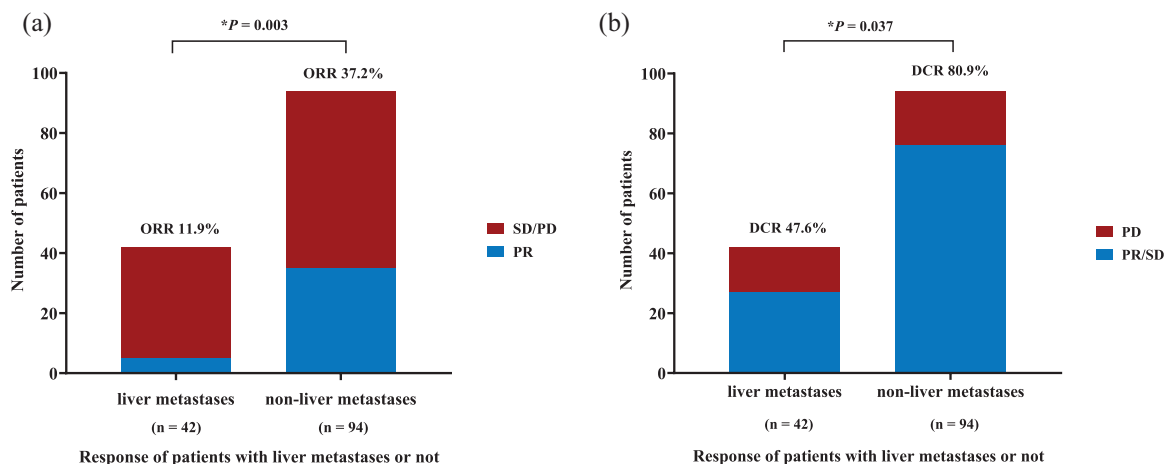 (a)
*P = 0.003
ORR 37.2%
ORR 11.9%
Number of patients
100
80
60
40
20
0
SD/PD
PR
liver metastases
non-liver metastases
(n = 42)
(n = 94)
Response of patients with liver metastases or not
(b)
*P = 0.037
DCR 80.9%
DCR 47.6%
Number of patients
100
80
60
40
20
0
PD
PR/SD
liver metastases
non-liver metastases
(n = 42)
(n = 94)
Response of patients with liver metastases or not